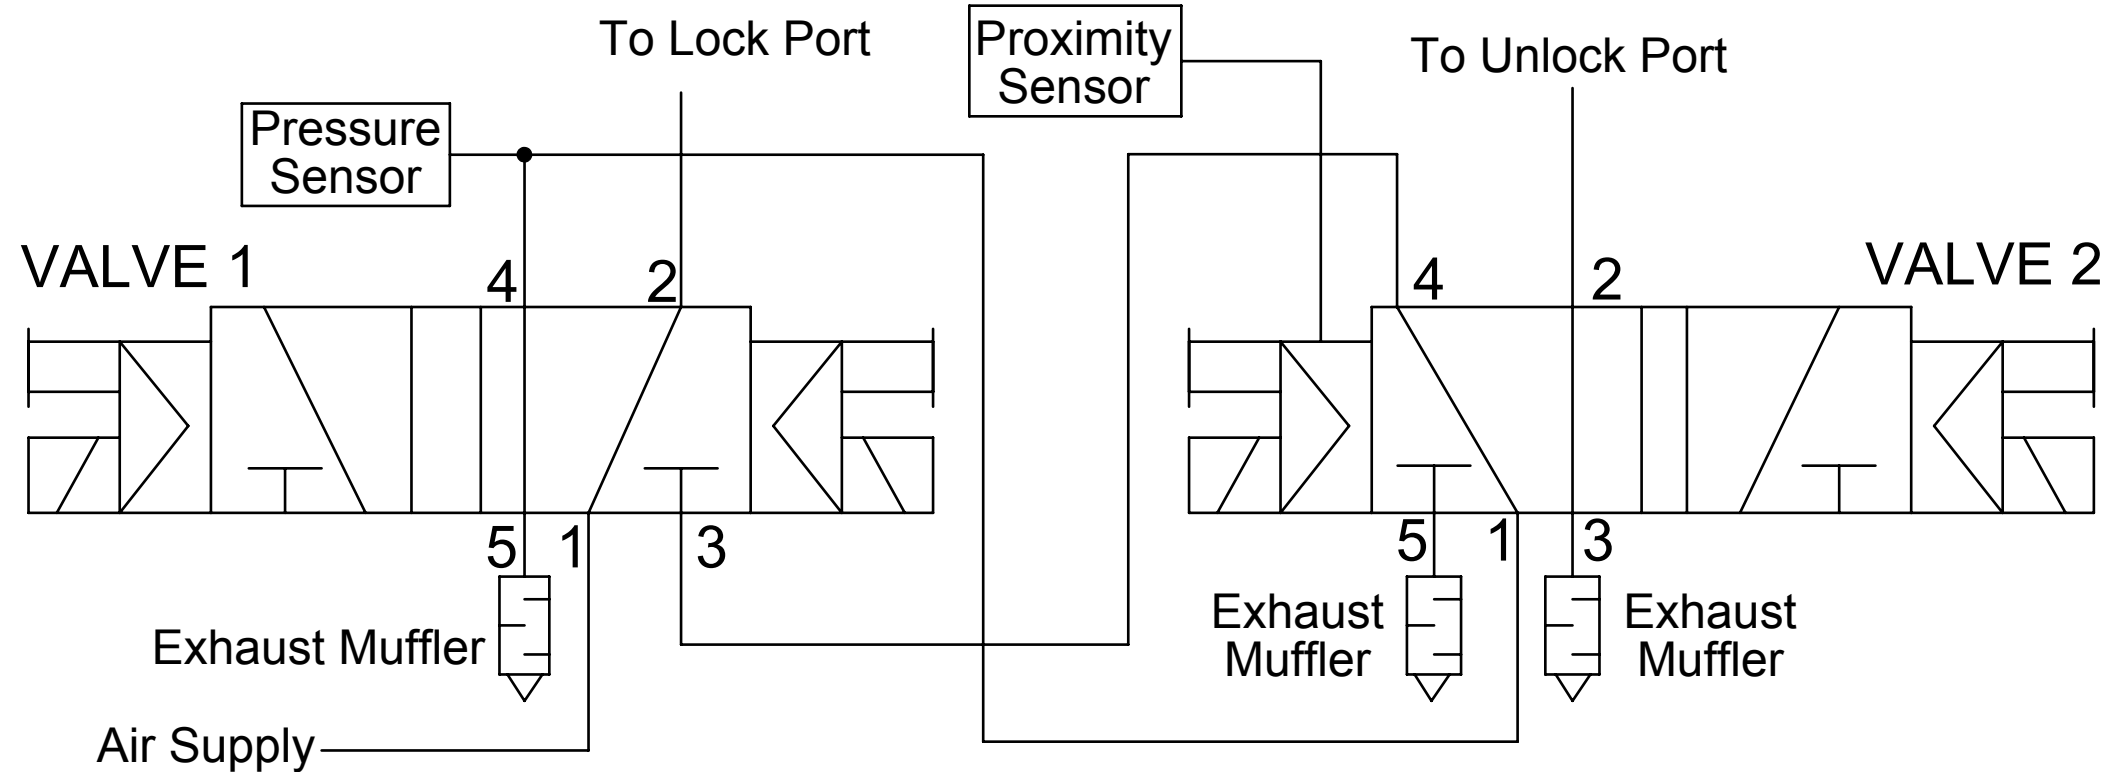 To Lock Port
Proximity
Sensor
To Unlock Port
Pressure
Sensor
VALVE 1
4
2
4
2
VALVE 2
5
1
3
5
1
3
Exhaust Muffler
Exhaust
Muffler
Exhaust
Muffler
Air Supply